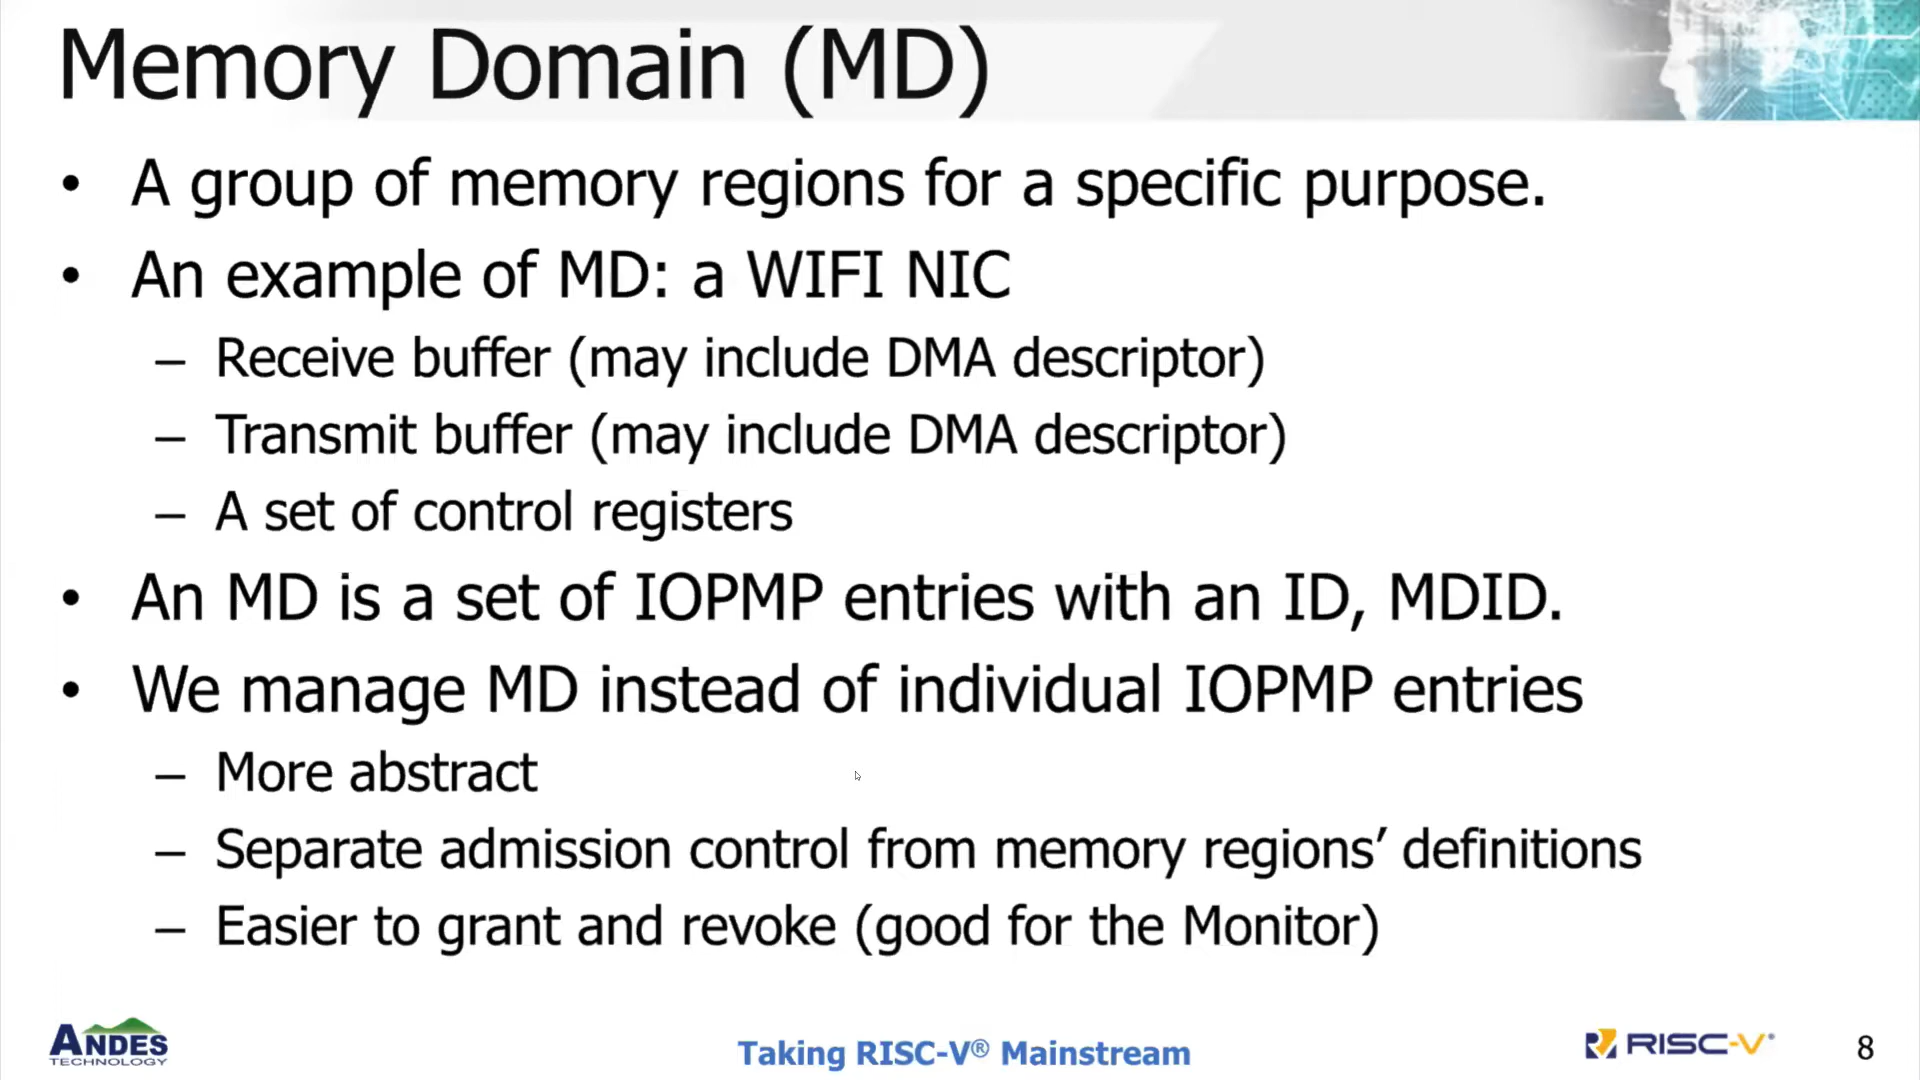 Memory Domain (MD)
• A group of memory regions for a specific purpose.
• An example of MD: a WIFI NIC
– Receive buffer (may include DMA descriptor)
– Transmit buffer (may include DMA descriptor)
– A set of control registers
• An MD is a set of IOPMP entries with an ID, MDID.
• We manage MD instead of individual IOPMP entries
– More abstract
– Separate admission control from memory regions’ definitions
– Easier to grant and revoke (good for the Monitor)
ANDES
TECHNOLOGY
Taking RISC-V® Mainstream
RISC-V®
8